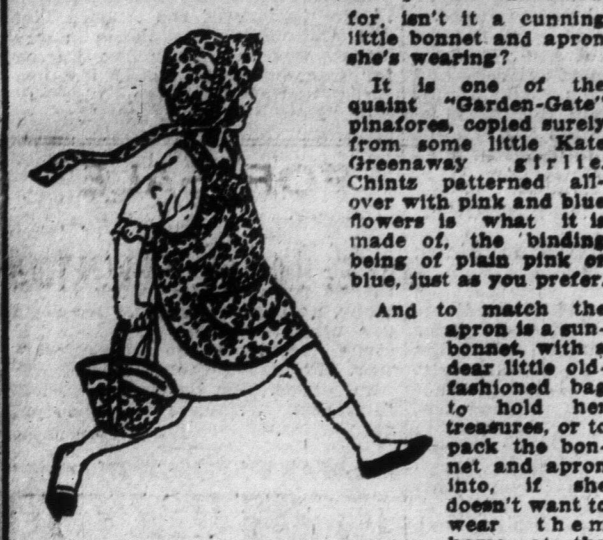 for, isn't it a cunning
little bonnet and apron
she's wearing?
It is one of the
quaint "Garden-Gate"
pinafores, copied surely
from some little Kate
Greenaway girlie.
Chintz patterned all-
over with pink and blue
flowers is what it is
made of, the binding
being of plain pink or
blue, just as you prefer.
And to match the
apron is a sun-
bonnet, with a
dear little old-
fashioned bag
to hold her
treasures, or to
pack the bon-
net and apron
into, if she
doesn't want to
wear them